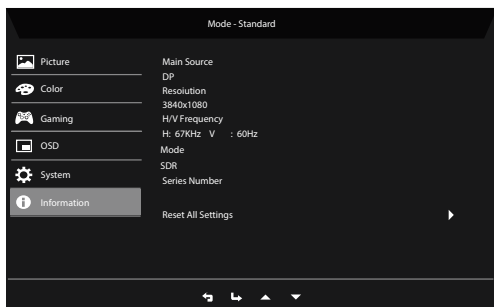 Mode - Standard
Picture
Color
Gaming
OSD
System
Information
Main Source
DP
Resoiution
3840x1080
H/V Frequency
H: 67KHz V : 60Hz
Mode
SDR
Series Number
Reset All Settings